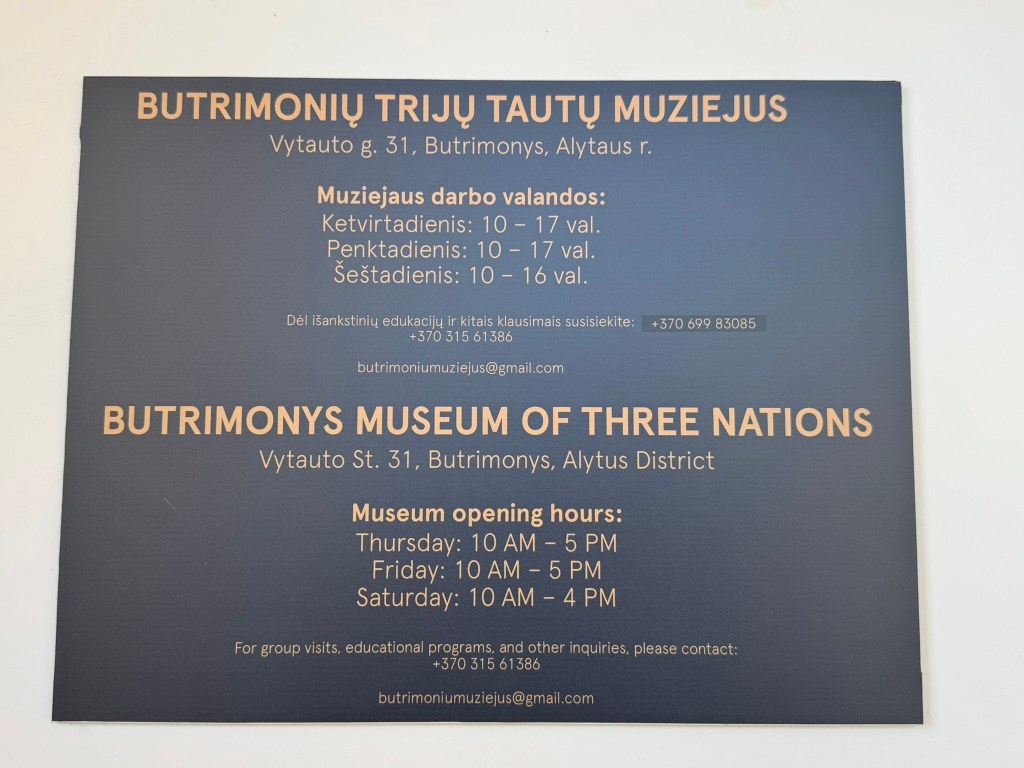 BUTRIMONIŲ TRIJŲ TAUTŲ MUZIEJUS
Vytauto g. 31, Butrimonys, Alytaus r.
Muziejaus darbo valandos:
Ketvirtadienis: 10 – 17 val.
Penktadienis: 10 – 17 val.
Šeštadienis: 10 – 16 val.
Dėl išankstinių edukacijų ir kitais klausimais susisiekite: +370 699 83085
+370 315 61386
butrimoniumuziejus@gmail.com
BUTRIMONYS MUSEUM OF THREE NATIONS
Vytauto St. 31, Butrimonys, Alytus District
Museum opening hours:
Thursday: 10 AM – 5 PM
Friday: 10 AM – 5 PM
Saturday: 10 AM – 4 PM
For group visits, educational programs, and other inquiries, please contact:
+370 315 61386
butrimoniumuziejus@gmail.com